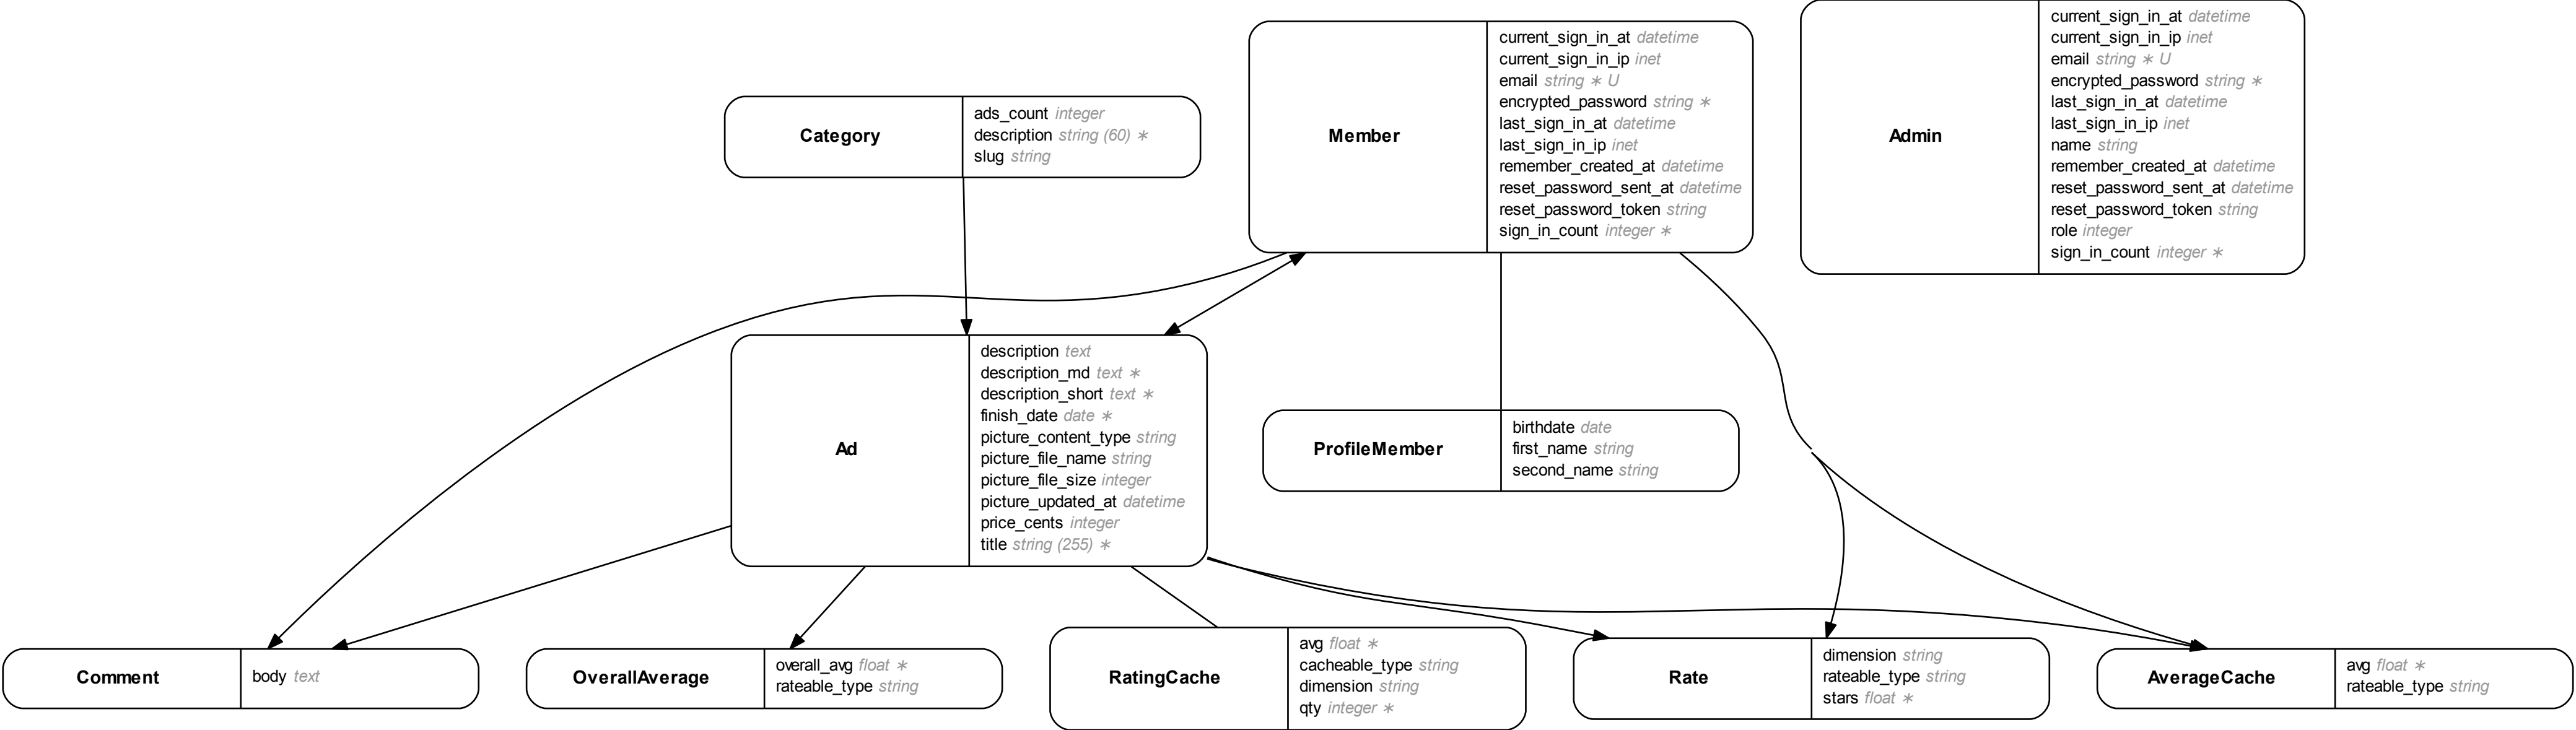 Category
ads_count integer
description string (60) ∗
slug string
Member
current_sign_in_at datetime
current_sign_in_ip inet
email string ∗ U
encrypted_password string ∗
last_sign_in_at datetime
last_sign_in_ip inet
remember_created_at datetime
reset_password_sent_at datetime
reset_password_token string
sign_in_count integer ∗
Admin
current_sign_in_at datetime
current_sign_in_ip inet
email string ∗ U
encrypted_password string ∗
last_sign_in_at datetime
last_sign_in_ip inet
name string
remember_created_at datetime
reset_password_sent_at datetime
reset_password_token string
role integer
sign_in_count integer ∗
Ad
description text
description_md text ∗
description_short text ∗
finish_date date ∗
picture_content_type string
picture_file_name string
picture_file_size integer
picture_updated_at datetime
price_cents integer
title string (255) ∗
ProfileMember
birthdate date
first_name string
second_name string
Comment
body text
OverallAverage
overall_avg float ∗
rateable_type string
RatingCache
avg float ∗
cacheable_type string
dimension string
qty integer ∗
Rate
dimension string
rateable_type string
stars float ∗
AverageCache
avg float ∗
rateable_type string